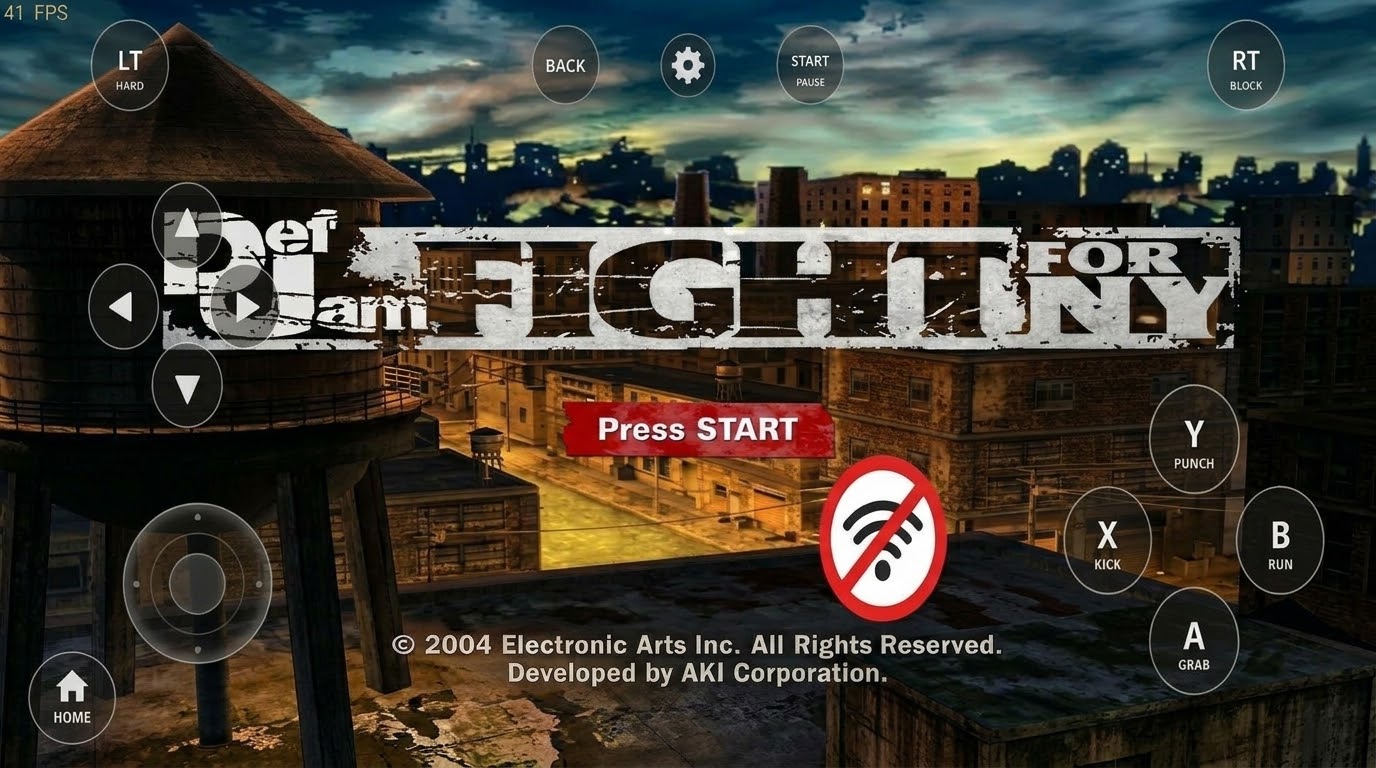 41 FPS
LT
HARD
BACK
START
PAUSE
RT
BLOCK
Def Jam FIGHT FOR NY
Press START
Y
PUNCH
X
KICK
B
RUN
A
GRAB
© 2004 Electronic Arts Inc. All Rights Reserved.
Developed by AKI Corporation.
HOME